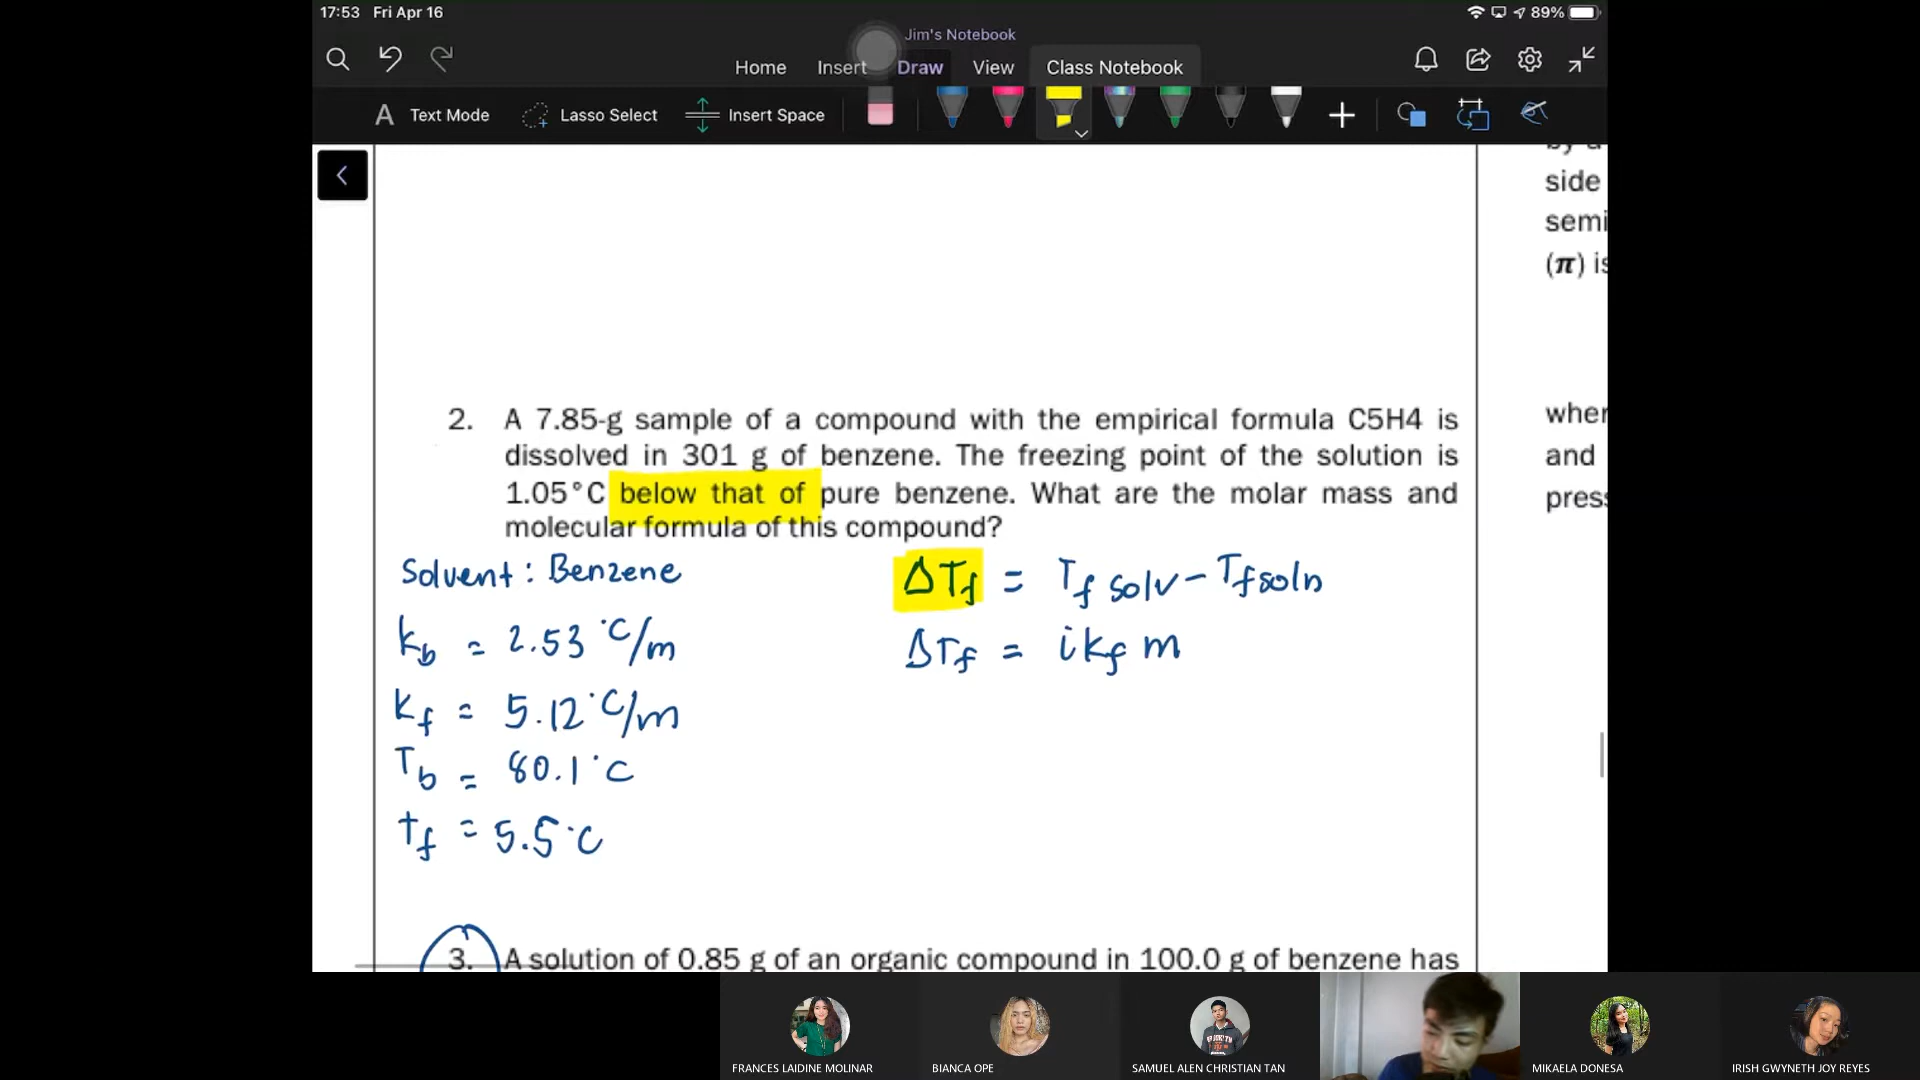 17:53 Fri Apr 16
89%
Jim's Notebook
Home Insert Draw View Class Notebook
A Text Mode Lasso Select Insert Space
side
semi
(π) is
2. A 7.85-g sample of a compound with the empirical formula C5H4 is
dissolved in 301 g of benzene. The freezing point of the solution is
1.05°C below that of pure benzene. What are the molar mass and
molecular formula of this compound?
wher
and
press
Solvent: Benzene
kb = 2.53 °C/m
Kf = 5.12 °C/m
Tb = 80.1 °C
Tf = 5.5 °C
ΔTf = Tf solv - Tf soln
ΔTf = i kf m
3. A solution of 0.85 g of an organic compound in 100.0 g of benzene has
FRANCES LAIDINE MOLINAR
BIANCA OPE
SAMUEL ALEN CHRISTIAN TAN
MIKAELA DONESA
IRISH GWYNETH JOY REYES